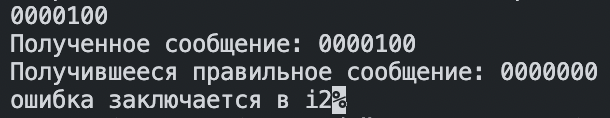 0000100
Полученное сообщение: 0000100
Получившееся правильное сообщение: 0000000
ошибка заключается в i2%